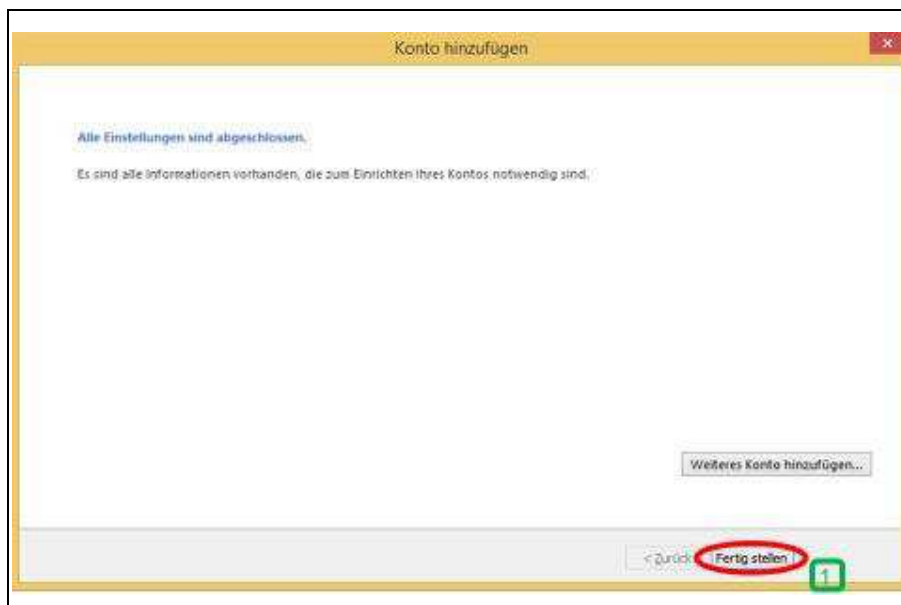 Konto hinzufügen
x
Alle Einstellungen sind abgeschlossen.
Es sind alle Informationen vorhanden, die zum Einrichten Ihres Kontos notwendig sind.
Weiteres Konto hinzufügen...
< Zurück Fertig stellen
1